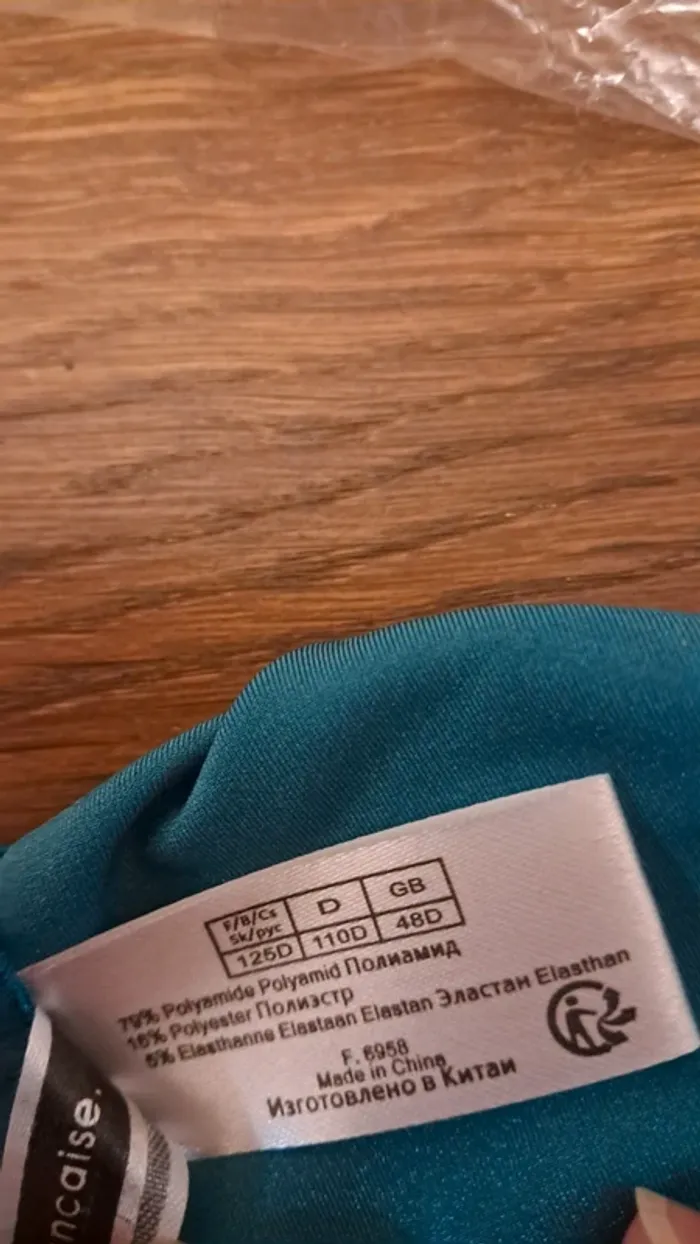 F/B/Cs D GB
Sk/рус
125D 110D 48D
79% Polyamide Polyamid Полиамид
16% Polyester Полиэстр
5% Elasthanne Elastaan Elastan Эластан Elasthan
F. 6958
Made in China
Изготовлено в Китаи
nçaise.